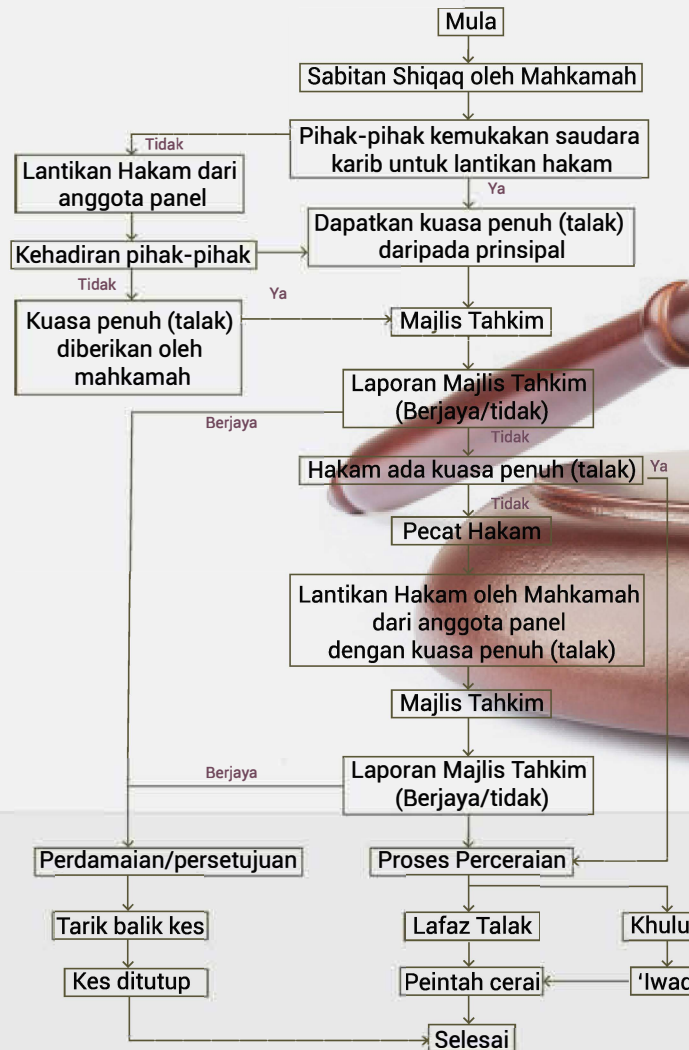 Mula
Sabitan Shiqaq oleh Mahkamah
Pihak-pihak kemukakan saudara
karib untuk lantikan hakam
Tidak
Lantikan Hakam dari
anggota panel
Ya
Dapatkan kuasa penuh (talak)
daripada prinsipal
Kehadiran pihak-pihak
Tidak
Ya
Kuasa penuh (talak)
diberikan oleh
mahkamah
Majlis Tahkim
Laporan Majlis Tahkim
(Berjaya/tidak)
Berjaya
Tidak
Hakam ada kuasa penuh (talak)
Ya
Tidak
Pecat Hakam
Lantikan Hakam oleh Mahkamah
dari anggota panel
dengan kuasa penuh (talak)
Majlis Tahkim
Laporan Majlis Tahkim
(Berjaya/tidak)
Berjaya
Perdamaian/persetujuan
Proses Perceraian
Tarik balik kes
Lafaz Talak
Khulu
Kes ditutup
Peintah cerai
'Iwad
Selesai